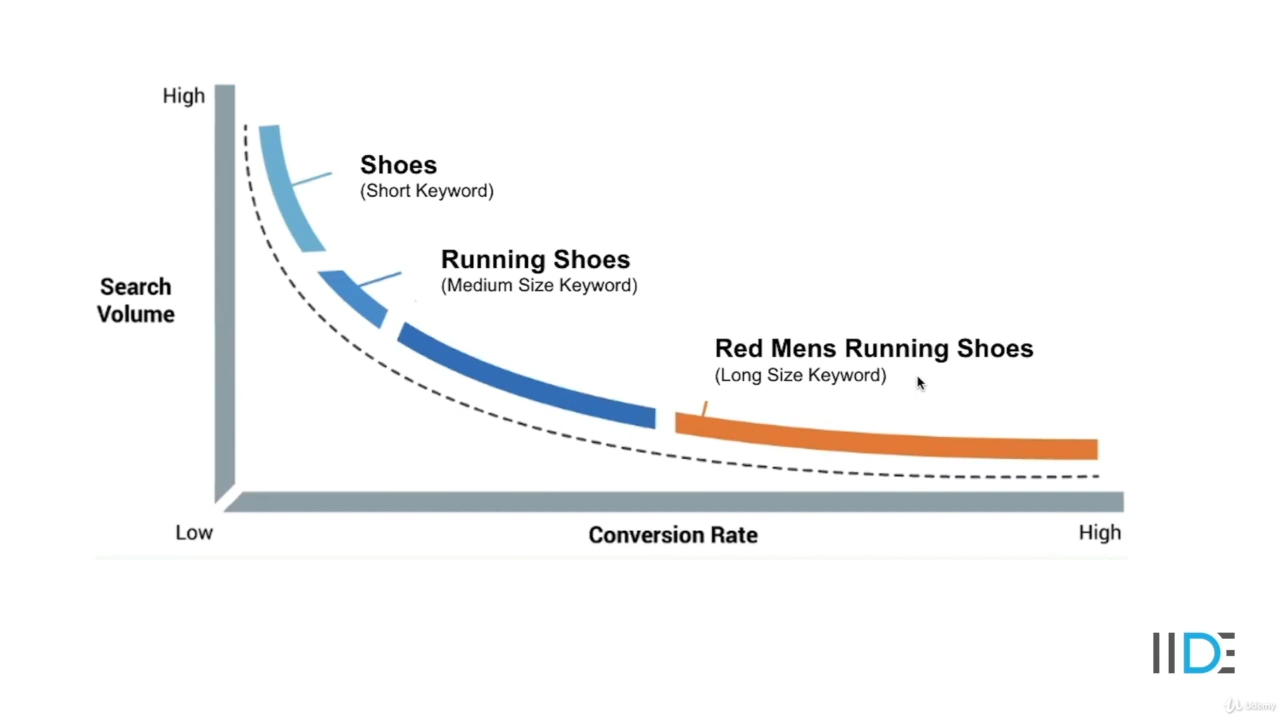 High
Shoes
(Short Keyword)
Running Shoes
(Medium Size Keyword)
Search
Volume
Red Mens Running Shoes
(Long Size Keyword)
Low
Conversion Rate
High
IIDE
Udemy